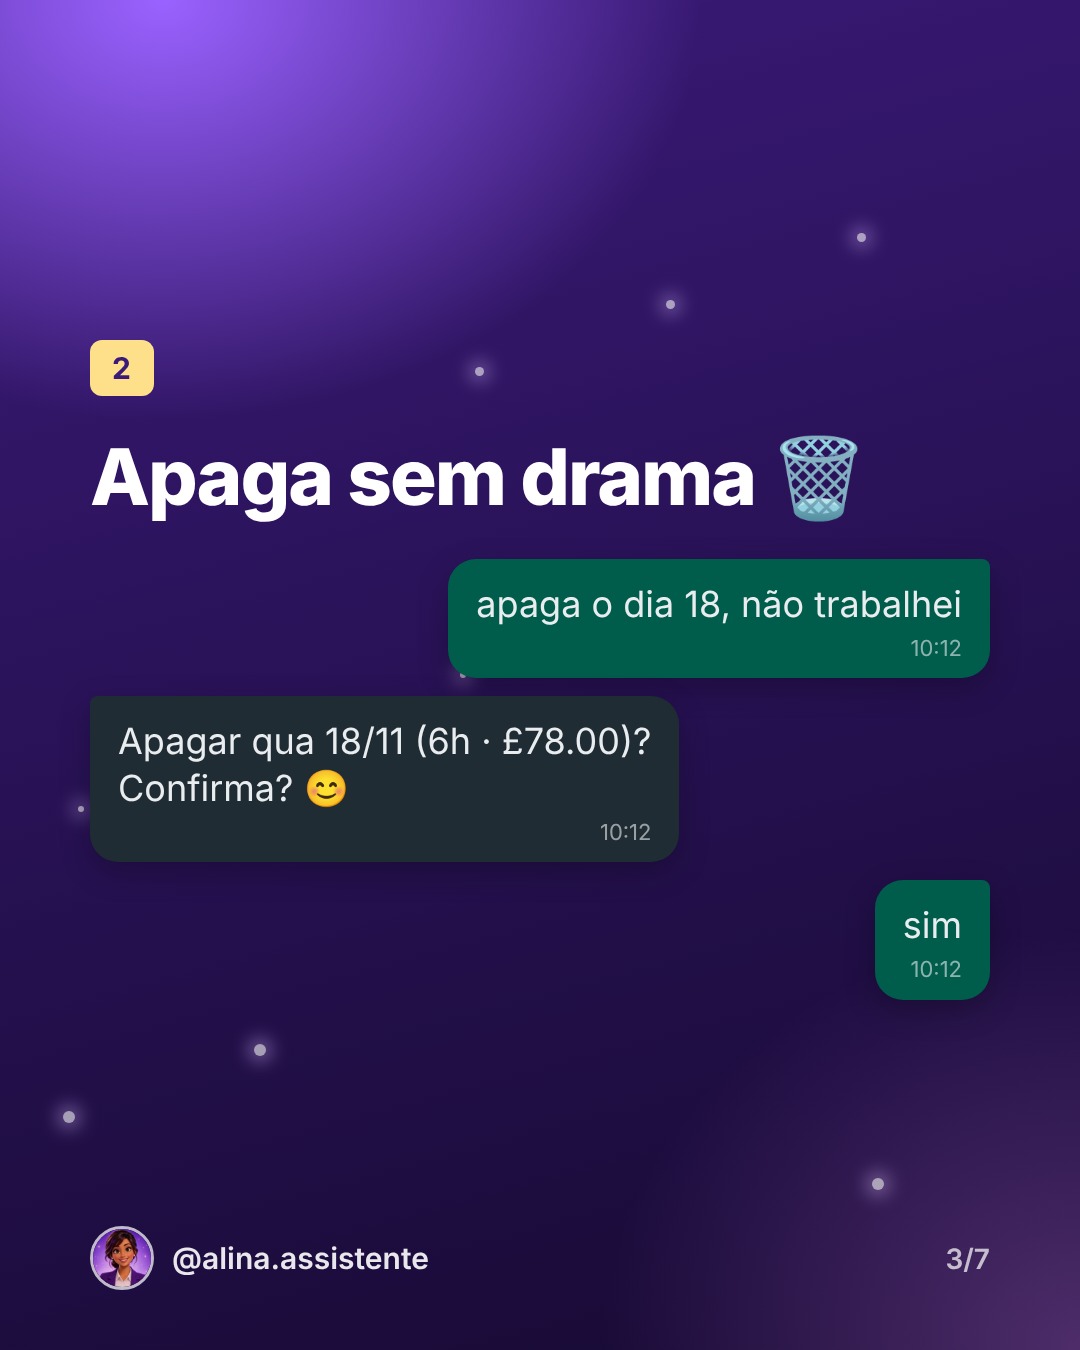 2
Apaga sem drama 🗑️
apaga o dia 18, não trabalhei
10:12
Apagar qua 18/11 (6h · £78.00)?
Confirma? 😊
10:12
sim
10:12
@alina.assistente
3/7